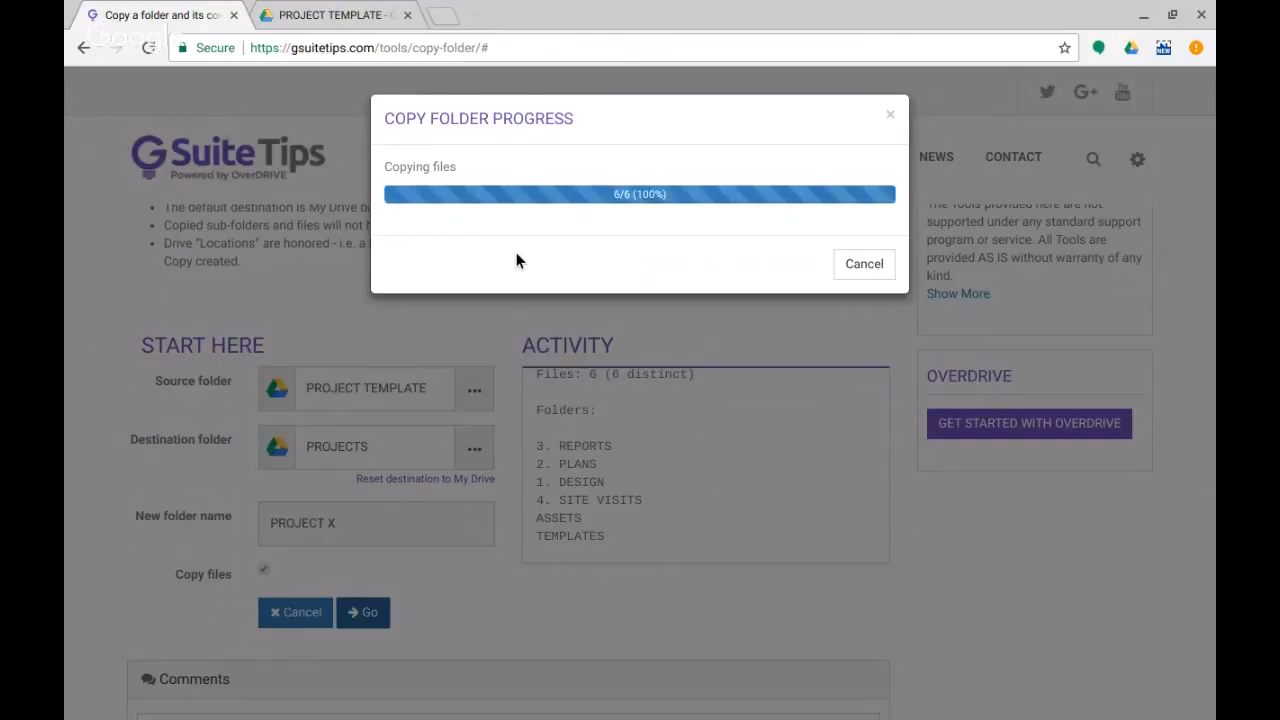 Copy a folder and its co
PROJECT TEMPLATE - G
Google
Secure
https://gsuitetips.com/tools/copy-folder/#
NEW
COPY FOLDER PROGRESS
×
Copying files
6/6 (100%)
Cancel
GSuiteTips
Powered by OverDRIVE
NEWS
CONTACT
You
The default destination is My Drive ba
Copied sub-folders and files will not h
Drive "Locations" are honored - i.e. a
Copy created.
The Tools provided here are not
supported under any standard support
program or service. All Tools are
provided AS IS without warranty of any
kind.
Show More
START HERE
Source folder
PROJECT TEMPLATE
...
Destination folder
PROJECTS
...
Reset destination to My Drive
New folder name
PROJECT X
Copy files
Cancel
Go
ACTIVITY
Files: 6 (6 distinct)
Folders:
3. REPORTS
2. PLANS
1. DESIGN
4. SITE VISITS
ASSETS
TEMPLATES
OVERDRIVE
GET STARTED WITH OVERDRIVE
Comments